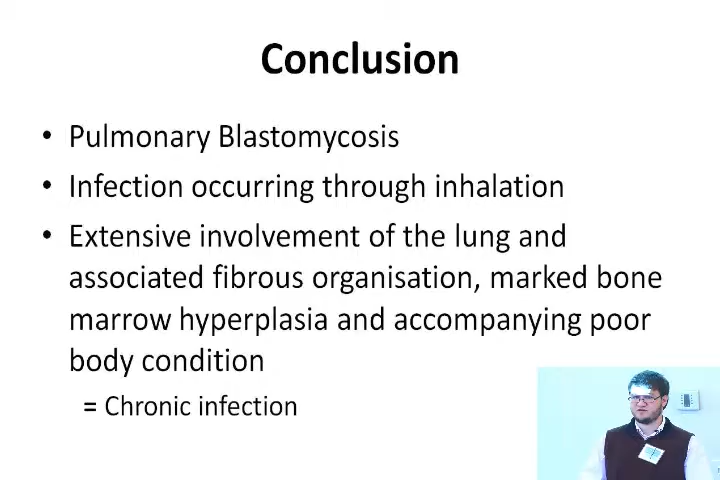 Conclusion
• Pulmonary Blastomycosis
• Infection occurring through inhalation
• Extensive involvement of the lung and
associated fibrous organisation, marked bone
marrow hyperplasia and accompanying poor
body condition
= Chronic infection